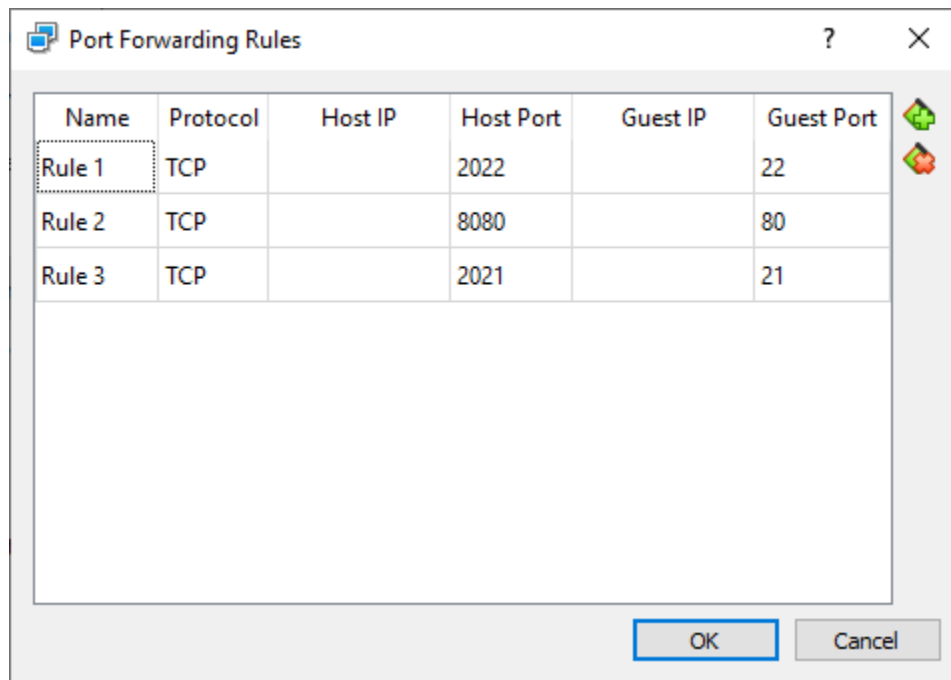 Port Forwarding Rules ?
Name Protocol Host IP Host Port Guest IP Guest Port
Rule 1 TCP 2022 22
Rule 2 TCP 8080 80
Rule 3 TCP 2021 21
OK Cancel